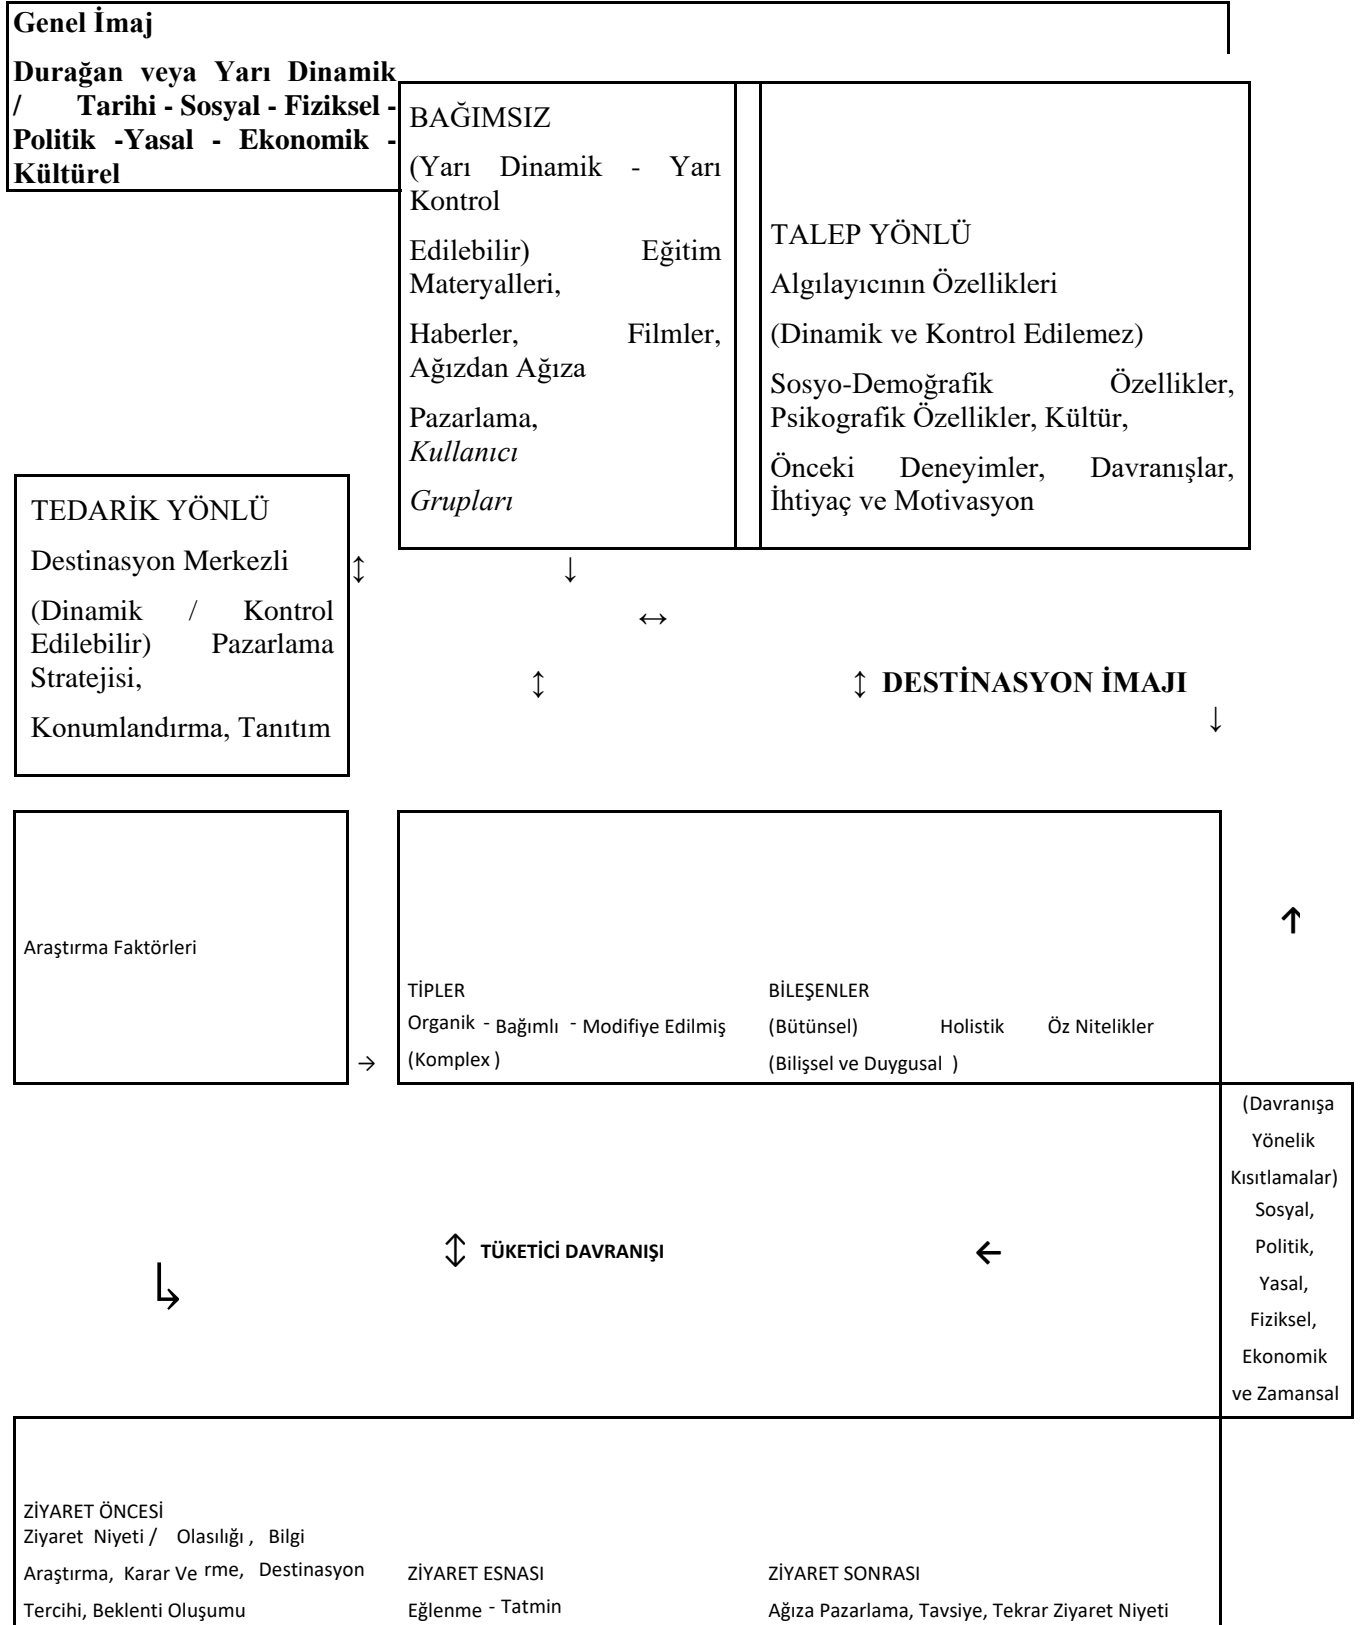 Genel İmaj
Durağan veya Yarı Dinamik
/ Tarihi - Sosyal - Fiziksel -
Politik -Yasal - Ekonomik -
Kültürel
BAĞIMSIZ
(Yarı Dinamik - Yarı
Kontrol
Edilebilir) Eğitim
Materyalleri,
Haberler, Filmler,
Ağızdan Ağıza
Pazarlama,
Kullanıcı
Grupları
TALEP YÖNLÜ
Algılayıcının Özellikleri
(Dinamik ve Kontrol Edilemez)
Sosyo-Demoğrafik Özellikler,
Psikografik Özellikler, Kültür,
Önceki Deneyimler, Davranışlar,
İhtiyaç ve Motivasyon
TEDARİK YÖNLÜ
Destinasyon Merkezli
(Dinamik / Kontrol
Edilebilir) Pazarlama
Stratejisi,
Konumlandırma, Tanıtım
↕ ↓
↔
↕ ↕ DESTİNASYON İMAJI
↓
Araştırma Faktörleri
→
TİPLER
Organik - Bağımlı - Modifiye Edilmiş
(Komplex )
BİLEŞENLER
(Bütünsel) Holistik Öz Nitelikler
(Bilişsel ve Duygusal )
↑
(Davranışa
Yönelik
Kısıtlamalar)
Sosyal,
Politik,
Yasal,
Fiziksel,
Ekonomik
ve Zamansal
↳ ↕ TÜKETİCİ DAVRANIŞI ←
ZİYARET ÖNCESİ
Ziyaret Niyeti / Olasılığı , Bilgi
Araştırma, Karar Ve rme, Destinasyon
Tercihi, Beklenti Oluşumu
ZİYARET ESNASI
Eğlenme - Tatmin
ZİYARET SONRASI
Ağıza Pazarlama, Tavsiye, Tekrar Ziyaret Niyeti